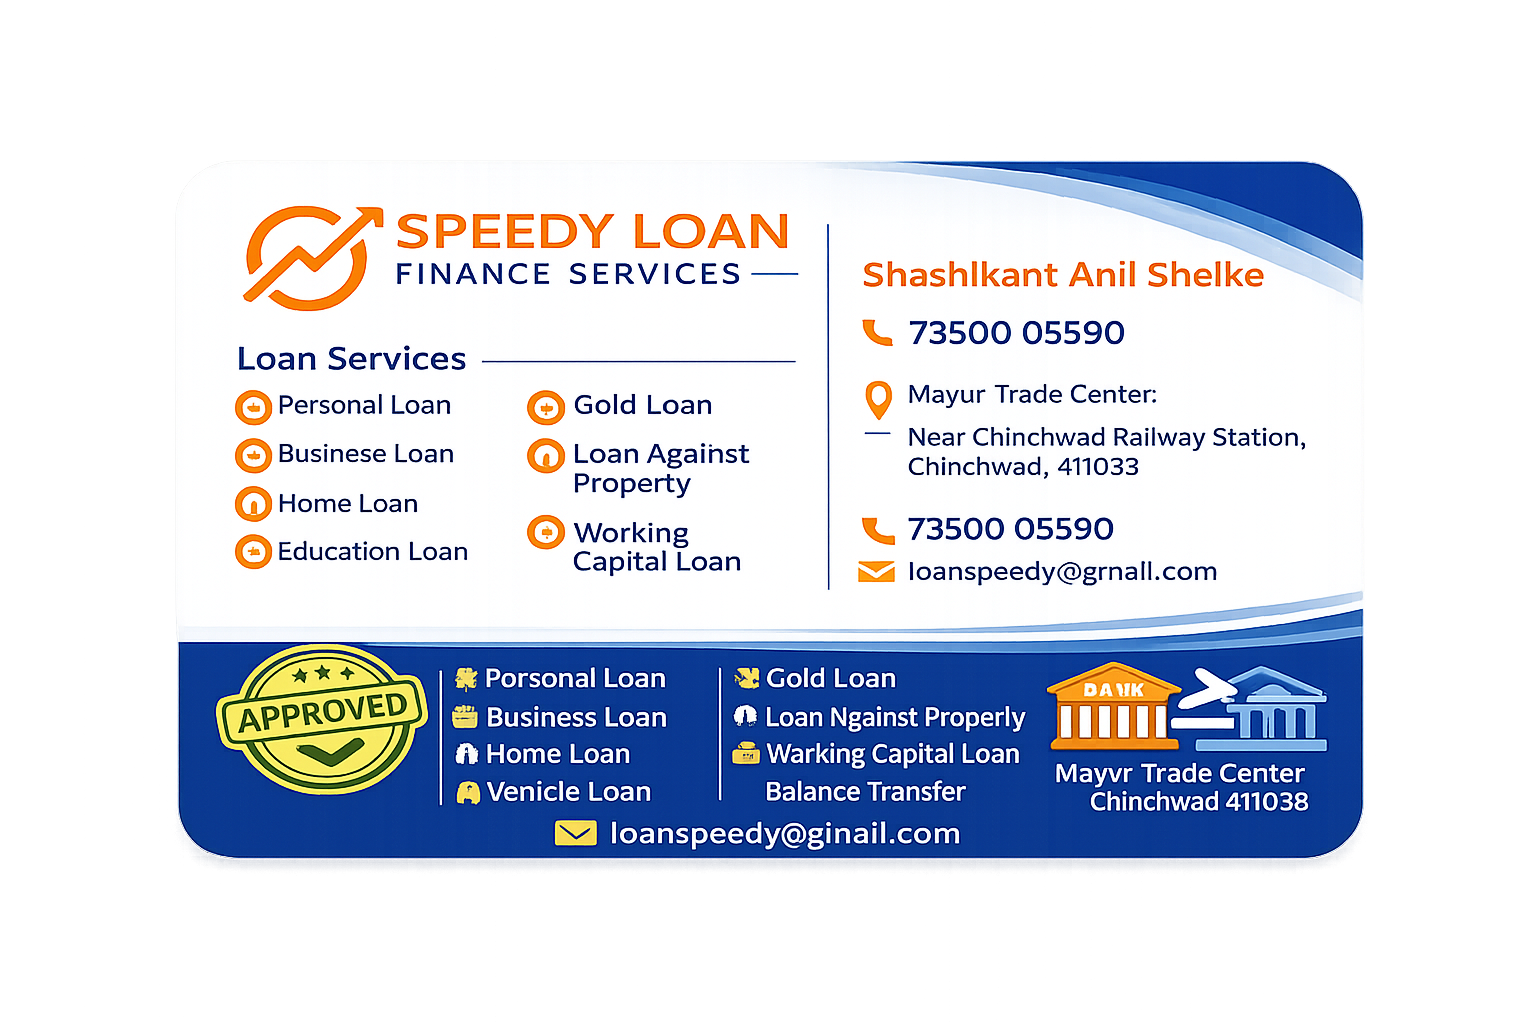 SPEEDY LOAN
FINANCE SERVICES
Loan Services
Personal Loan
Businese Loan
Home Loan
Education Loan
Gold Loan
Loan Against
Property
Working
Capital Loan
Shashlkant Anil Shelke
73500 05590
Mayur Trade Center:
Near Chinchwad Railway Station,
Chinchwad, 411033
73500 05590
loanspeedy@grnall.com
APPROVED
Porsonal Loan
Business Loan
Home Loan
Venicle Loan
Gold Loan
Loan Ngainst Properly
Warking Capital Loan
Balance Transfer
BANK
Mayvr Trade Center
Chinchwad 411038
loanspeedy@ginail.com